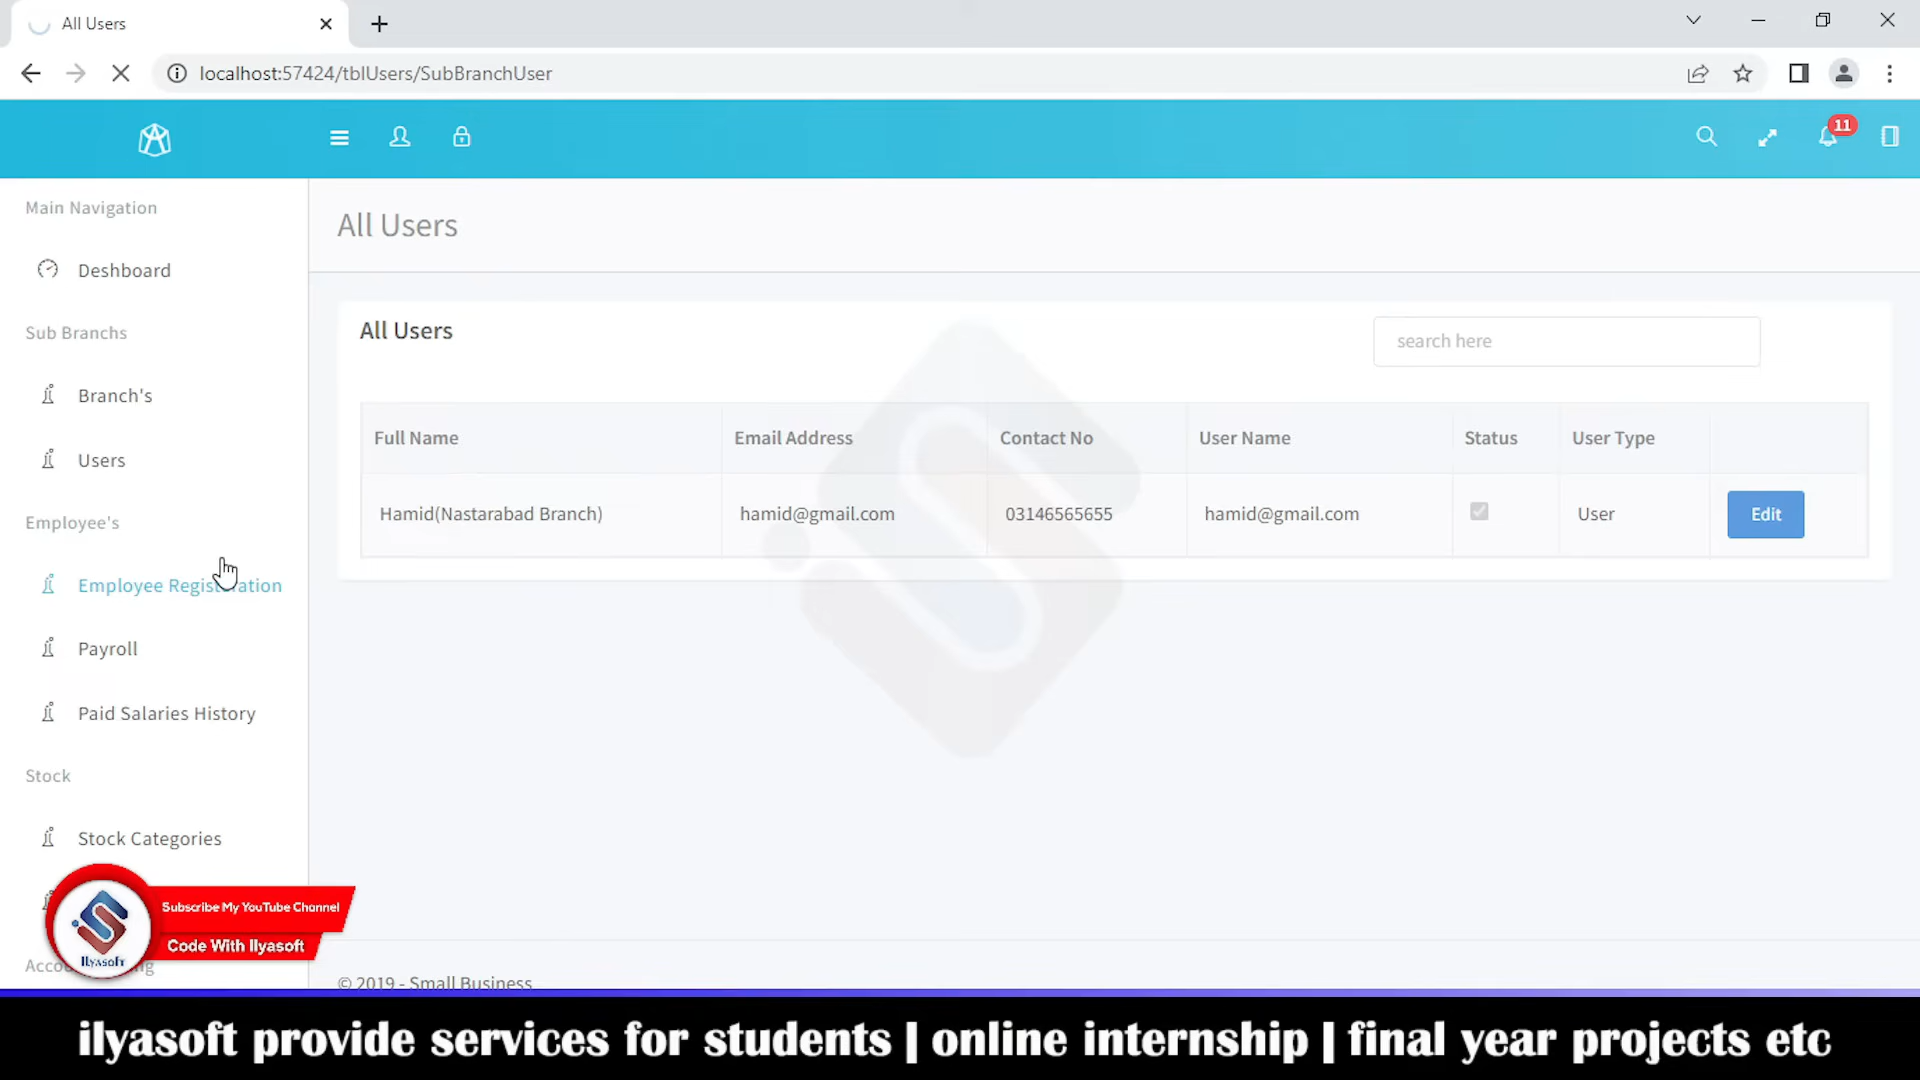 All Users
localhost:57424/tblUsers/SubBranchUser
11
Main Navigation
Deshboard
Sub Branchs
Branch's
Users
Employee's
Employee Registration
Payroll
Paid Salaries History
Stock
Stock Categories
All Users
All Users
search here
Full Name Email Address Contact No User Name Status User Type
Hamid(Nastarabad Branch) hamid@gmail.com 03146565655 hamid@gmail.com User Edit
© 2019 - Small Business
Subscribe My YouTube Channel
Code With Ilyasoft
Ilyasoft
ilyasoft provide services for students | online internship | final year projects etc